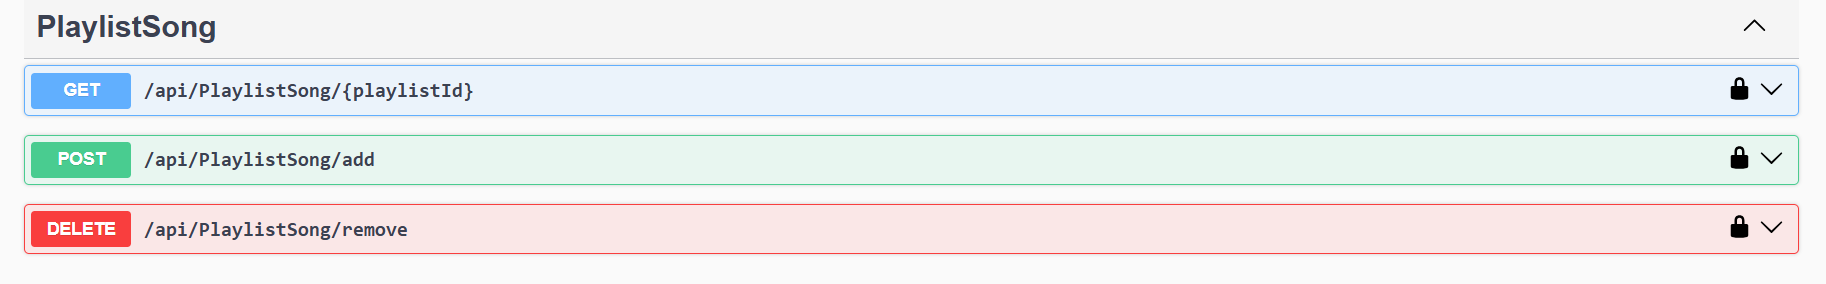 PlaylistSong
GET /api/PlaylistSong/{playlistId}
POST /api/PlaylistSong/add
DELETE /api/PlaylistSong/remove